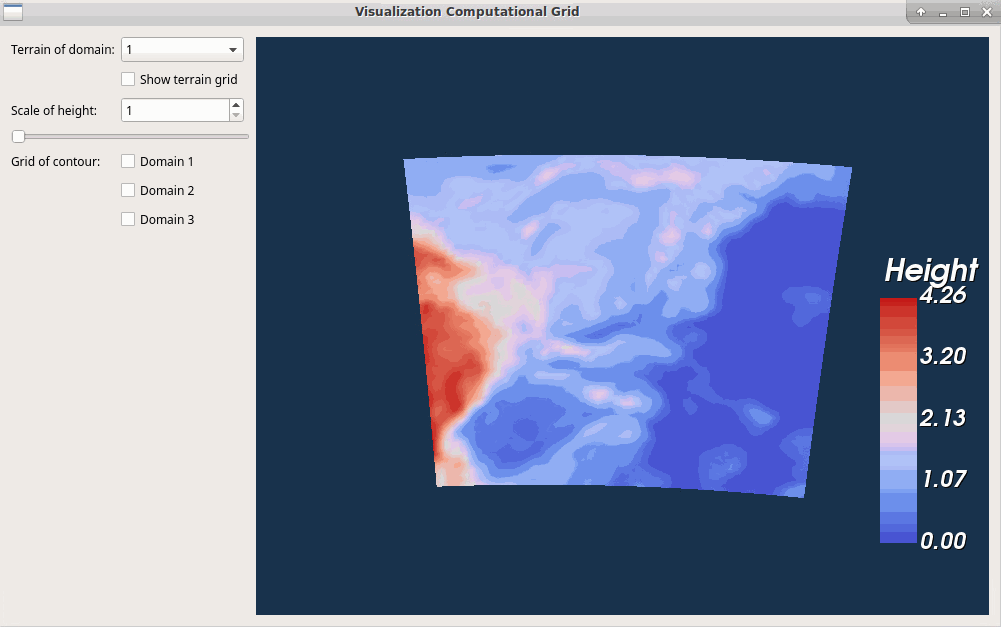 Visualization Computational Grid
Terrain of domain: 1
Show terrain grid
Scale of height: 1
Grid of contour: Domain 1
Domain 2
Domain 3
Height
4.26
3.20
2.13
1.07
0.00